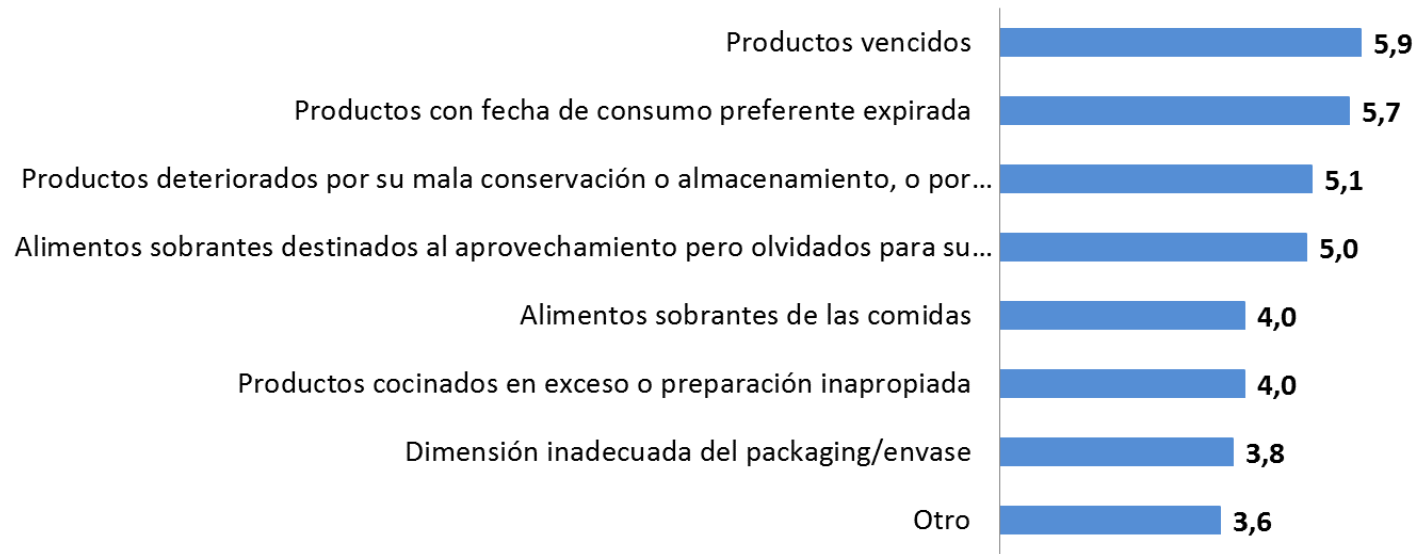 Productos vencidos 5,9
Productos con fecha de consumo preferente expirada 5,7
Productos deteriorados por su mala conservación o almacenamiento, o por... 5,1
Alimentos sobrantes destinados al aprovechamiento pero olvidados para su... 5,0
Alimentos sobrantes de las comidas 4,0
Productos cocinados en exceso o preparación inapropiada 4,0
Dimensión inadecuada del packaging/envase 3,8
Otro 3,6